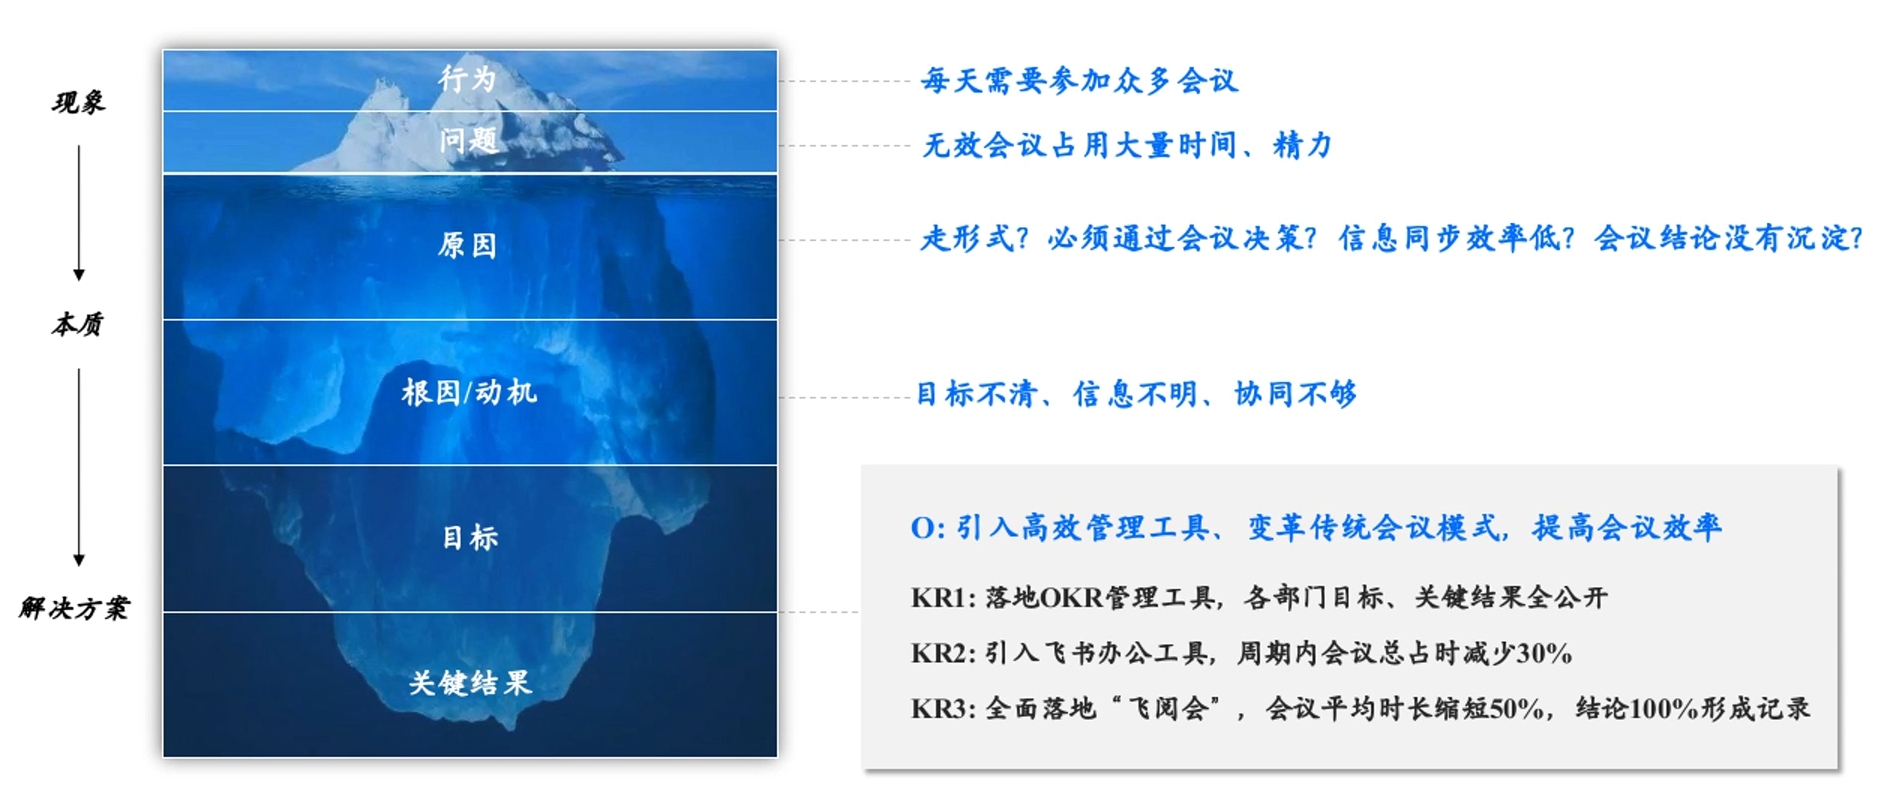 现象
本质
解决方案
行为
问题
原因
根因/动机
目标
关键结果
每天需要参加众多会议
无效会议占用大量时间、精力
走形式？必须通过会议决策？信息同步效率低？会议结论没有沉淀？
目标不清、信息不明、协同不够
O: 引入高效管理工具、变革传统会议模式，提高会议效率
KR1: 落地OKR管理工具，各部门目标、关键结果全公开
KR2: 引入飞书办公工具，周期内会议总占时减少30%
KR3: 全面落地“飞阅会”，会议平均时长缩短50%，结论100%形成记录